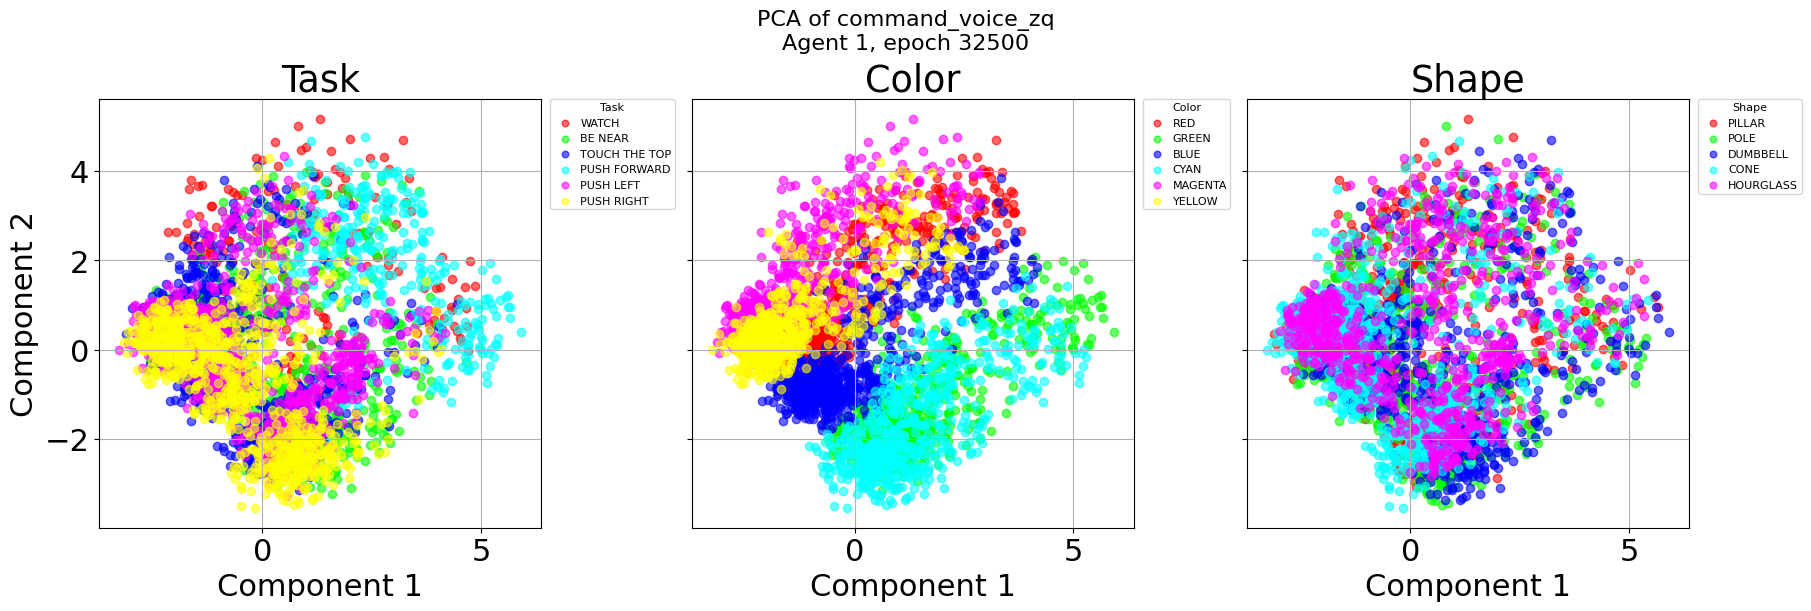 PCA of command_voice_zq
Agent 1, epoch 32500
Task
Color
Shape
Task
WATCH
BE NEAR
TOUCH THE TOP
PUSH FORWARD
PUSH LEFT
PUSH RIGHT
Color
RED
GREEN
BLUE
CYAN
MAGENTA
YELLOW
Shape
PILLAR
POLE
DUMBBELL
CONE
HOURGLASS
Component 2
4
2
0
−2
0
5
0
5
0
5
Component 1
Component 1
Component 1